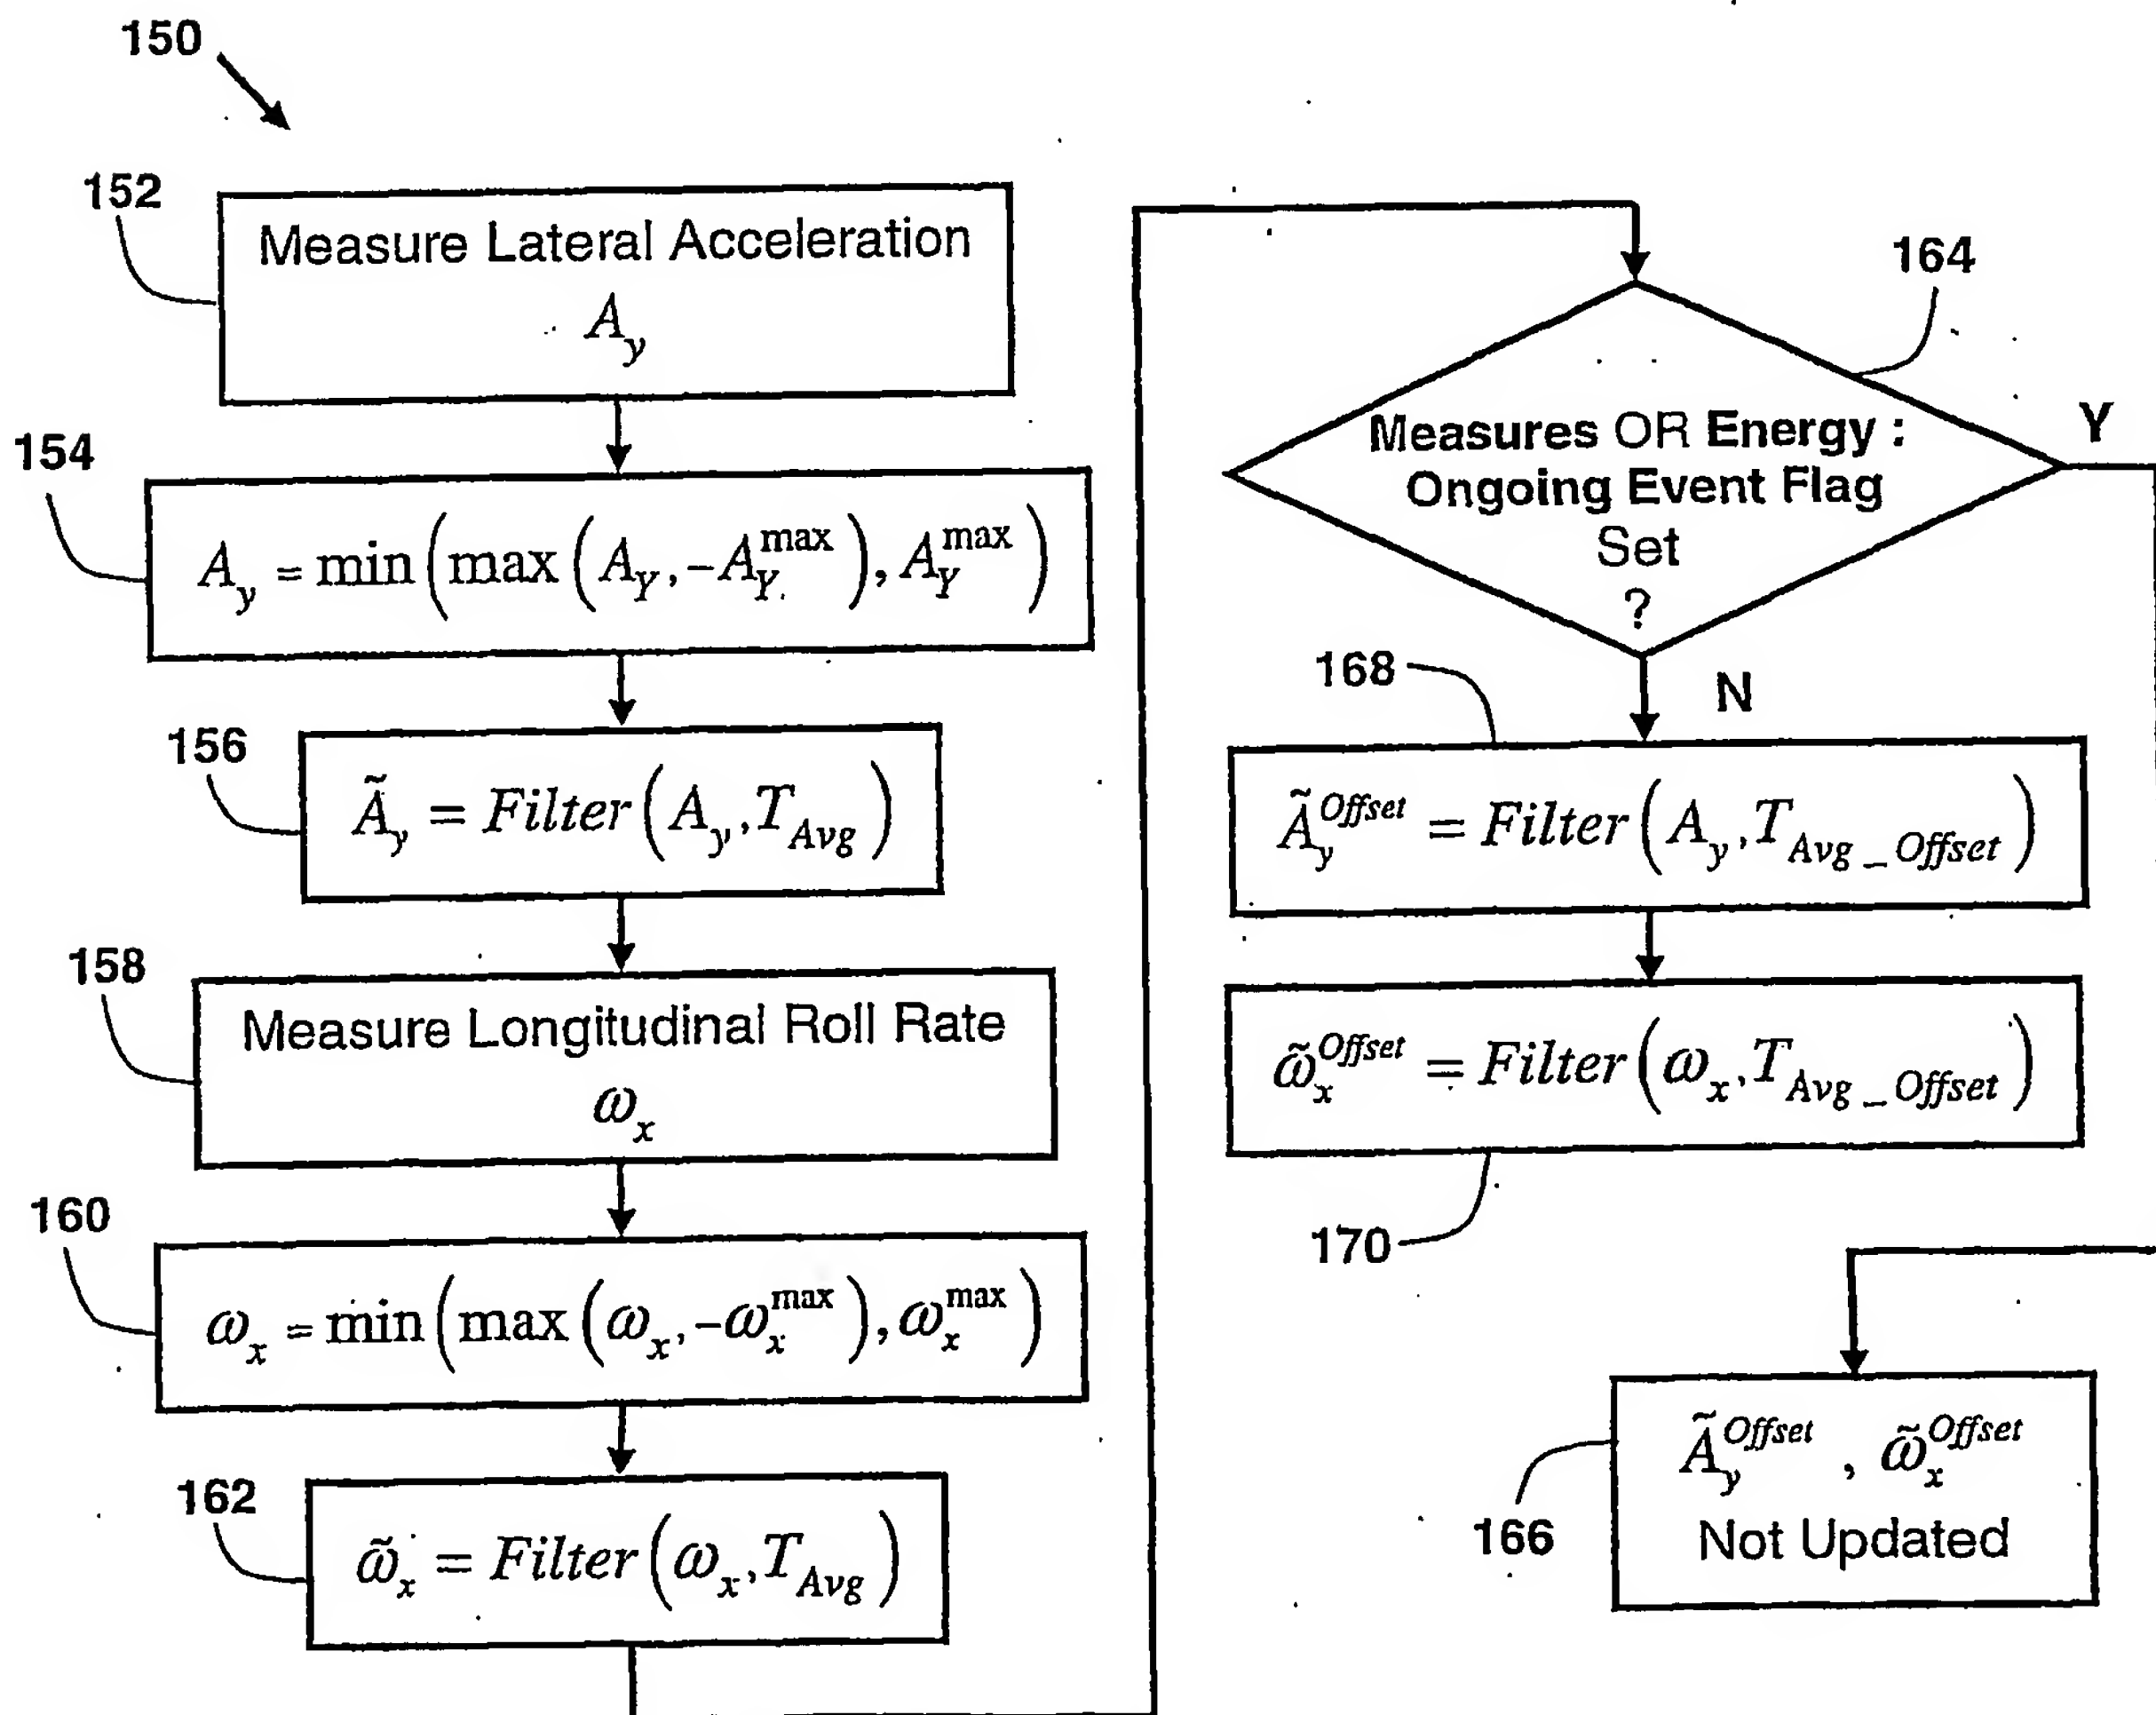 150
152
Measure Lateral Acceleration
A_y
154
A_y = min(max(A_Y, -A_Y^max), A_Y^max)
156
Ã_y = Filter(A_y, T_Avg)
158
Measure Longitudinal Roll Rate
ω_x
160
ω_x = min(max(ω_x, -ω_x^max), ω_x^max)
162
ω̃_x = Filter(ω_x, T_Avg)
164
Measures OR Energy :
Ongoing Event Flag
Set
?
Y
N
168
Ã_y^Offset = Filter(A_y, T_Avg_Offset)
ω̃_x^Offset = Filter(ω_x, T_Avg_Offset)
170
Ã_y^Offset , ω̃_x^Offset
Not Updated
166